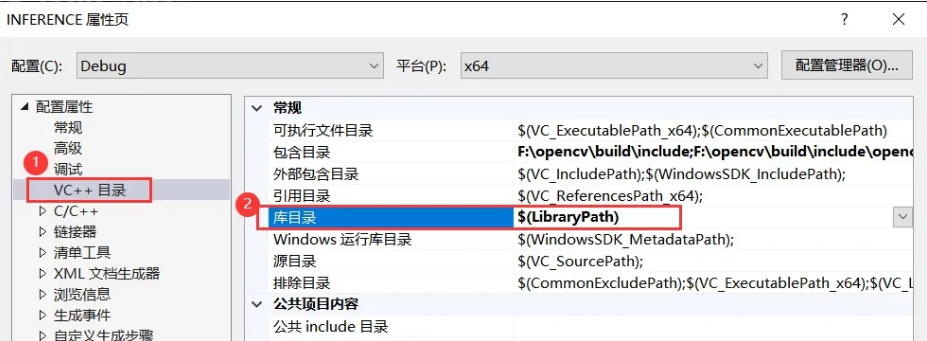 INFERENCE 属性页 ? ×
配置(C): Debug 平台(P): x64 配置管理器(O)...
配置属性
常规
高级
调试
VC++ 目录
C/C++
链接器
清单工具
XML 文档生成器
浏览信息
生成事件
自定义生成步骤
1
2
常规
可执行文件目录 $(VC_ExecutablePath_x64);$(CommonExecutablePath)
包含目录 F:\opencv\build\include;F:\opencv\build\include\openc
外部包含目录 $(VC_IncludePath);$(WindowsSDK_IncludePath);
引用目录 $(VC_ReferencesPath_x64);
库目录 $(LibraryPath)
Windows 运行库目录 $(WindowsSDK_MetadataPath);
源目录 $(VC_SourcePath);
排除目录 $(CommonExcludePath);$(VC_ExecutablePath_x64);$(VC_L
公共项目内容
公共 include 目录